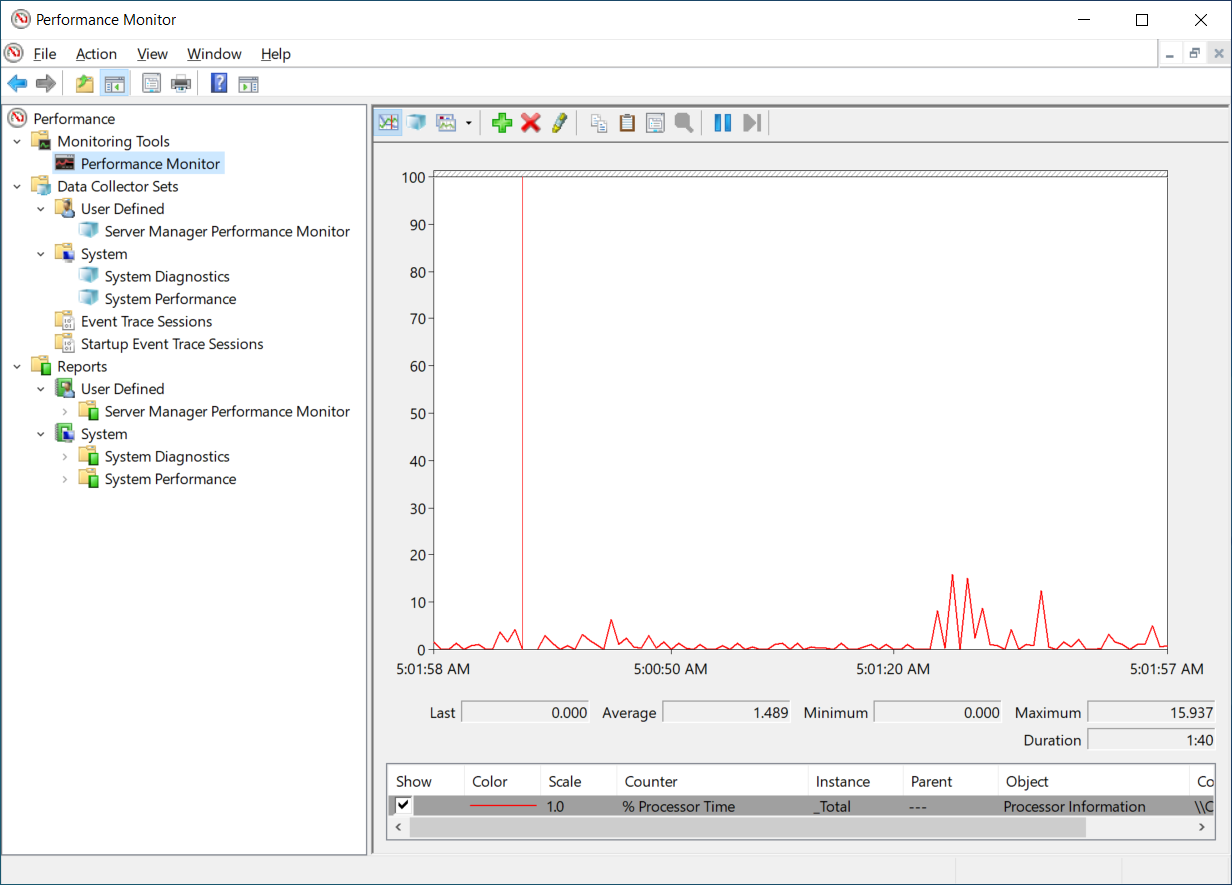 Performance Monitor
File Action View Window Help
Performance
Monitoring Tools
Performance Monitor
Data Collector Sets
User Defined
Server Manager Performance Monitor
System
System Diagnostics
System Performance
Event Trace Sessions
Startup Event Trace Sessions
Reports
User Defined
Server Manager Performance Monitor
System
System Diagnostics
System Performance
100
90
80
70
60
50
40
30
20
10
0
5:01:58 AM 5:00:50 AM 5:01:20 AM 5:01:57 AM
Last 0.000 Average 1.489 Minimum 0.000 Maximum 15.937
Duration 1:40
Show Color Scale Counter Instance Parent Object Co
1.0 % Processor Time _Total --- Processor Information \\C